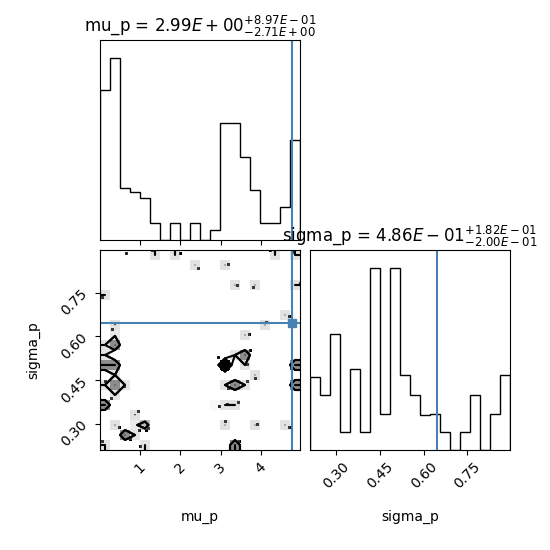 mu_p = 2.99E+00+8.97E−01 −2.71E+00
sigma_p = 4.86E−01+1.82E−01 −2.00E−01
sigma_p
0.75
0.60
0.45
0.30
1 2 3 4
0.30 0.45 0.60 0.75
mu_p
sigma_p